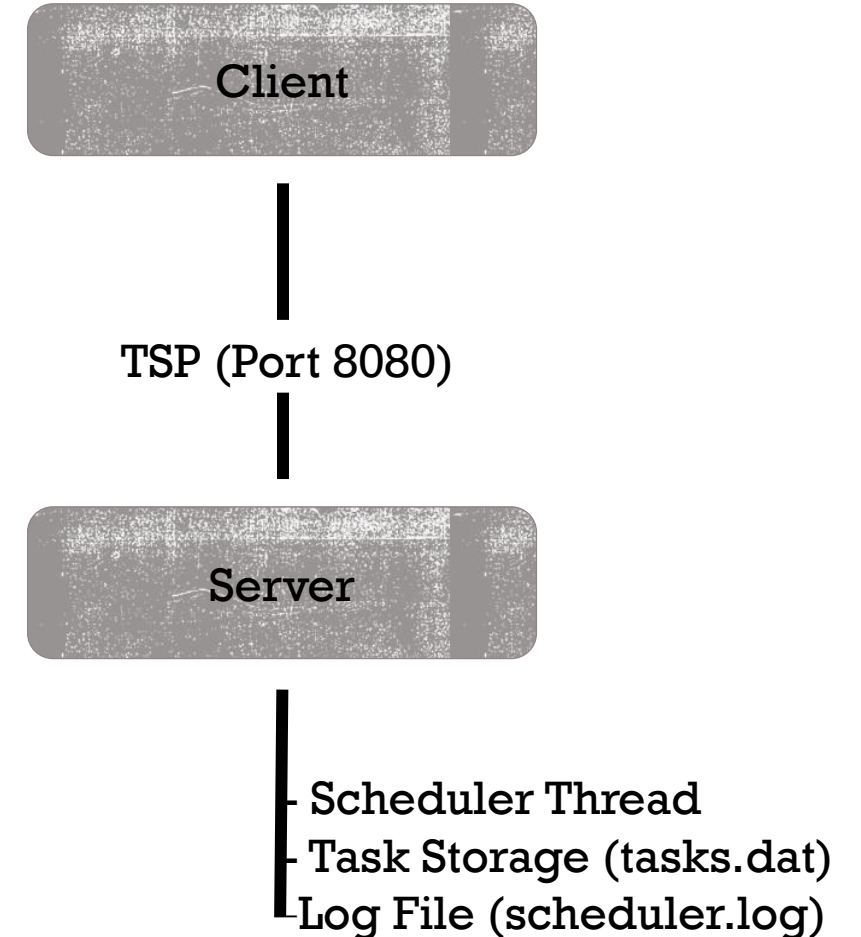 Client
TSP (Port 8080)
Server
- Scheduler Thread
- Task Storage (tasks.dat)
-Log File (scheduler.log)